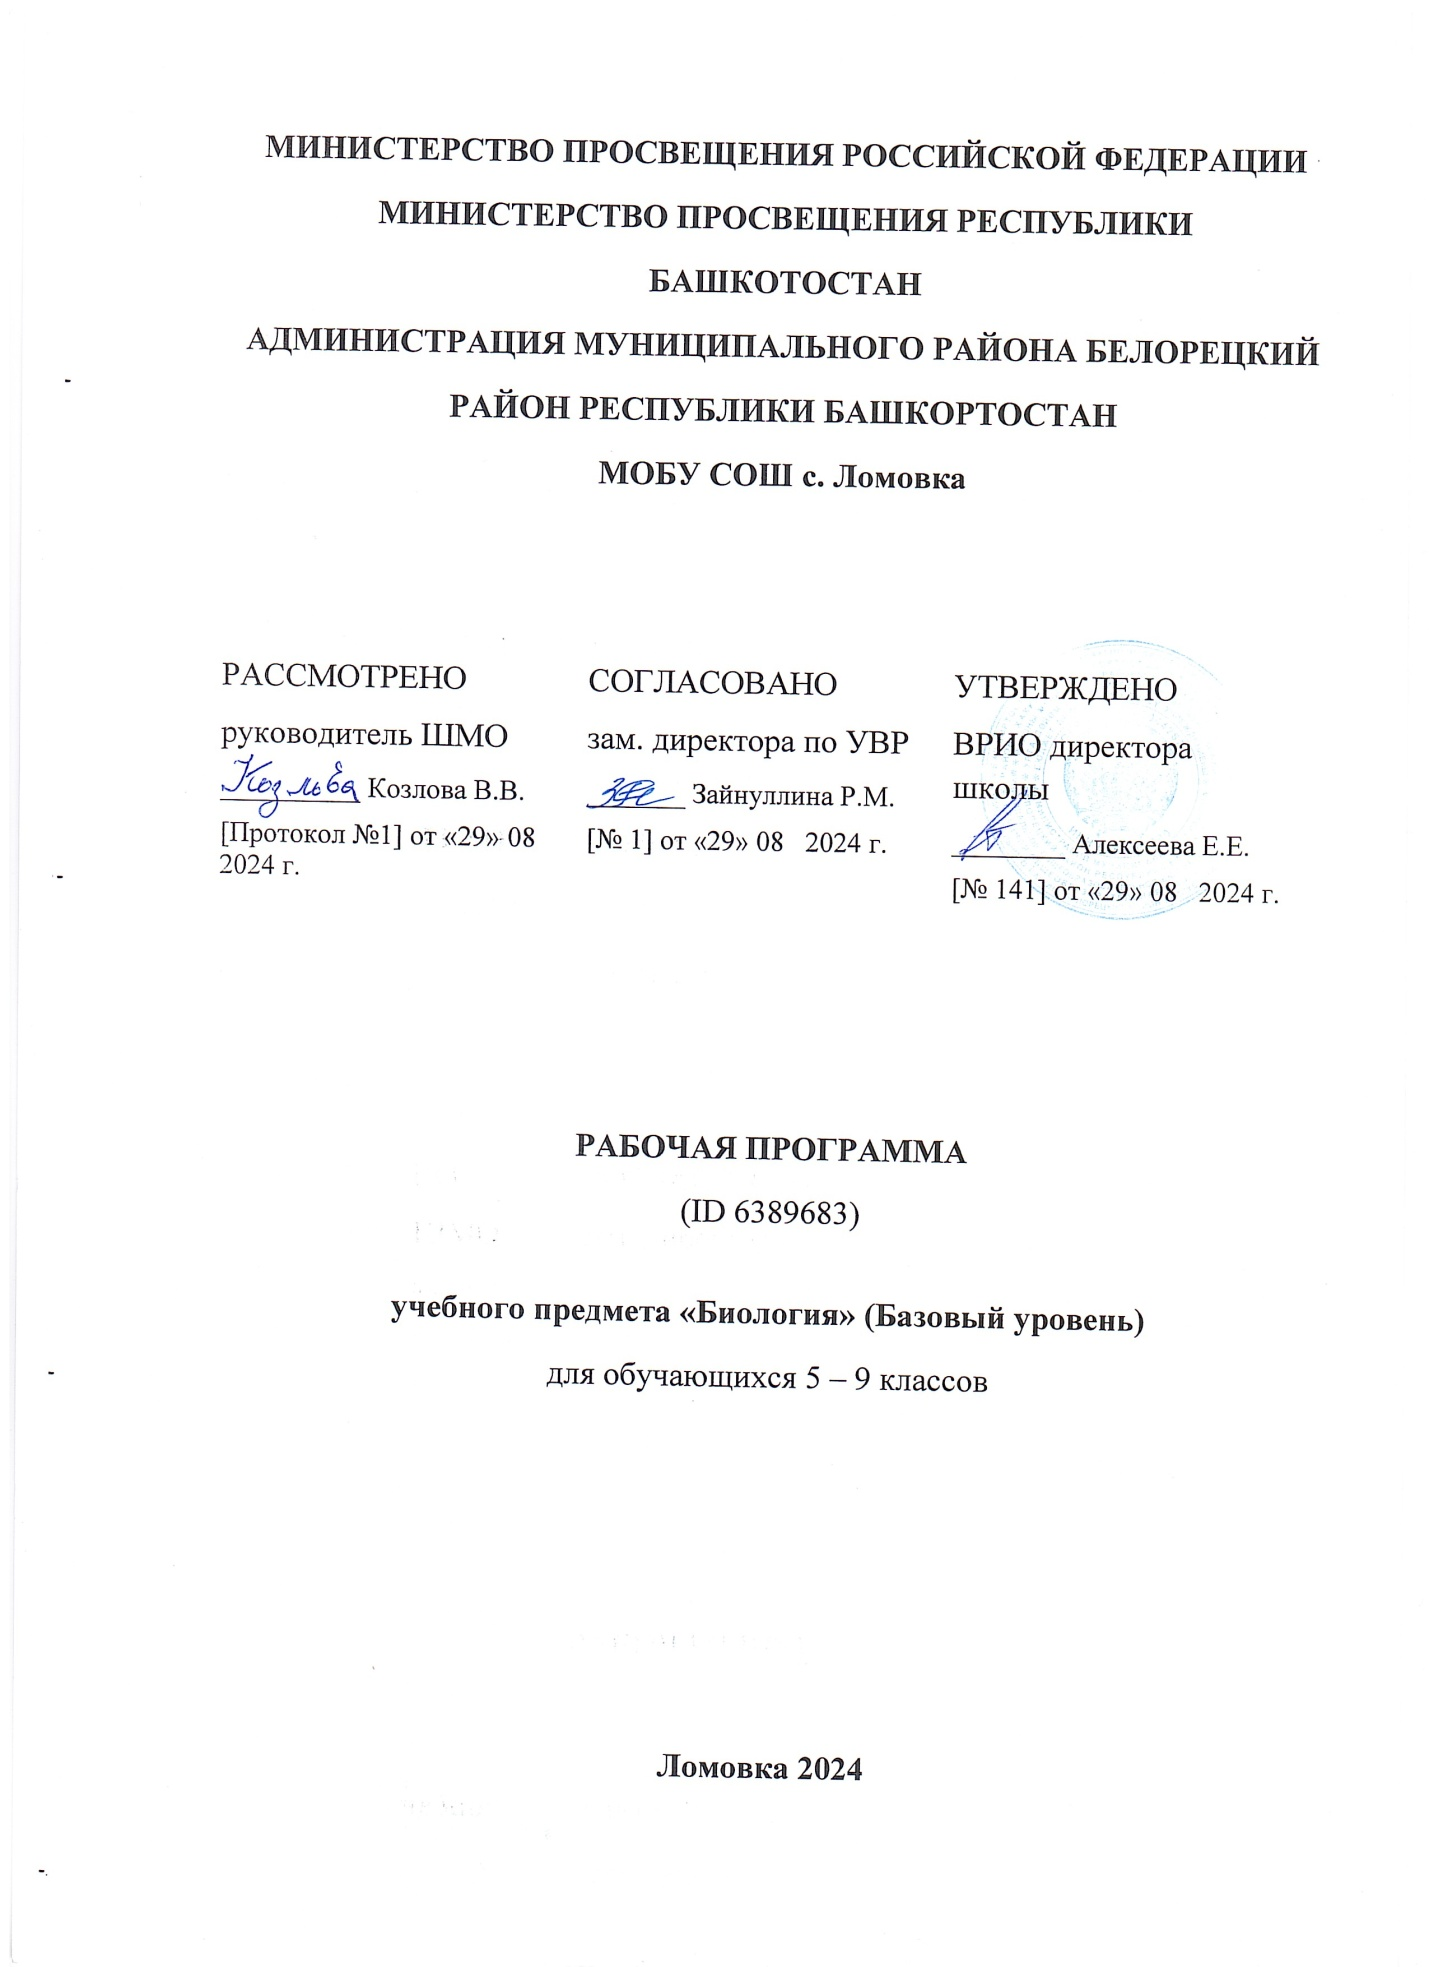 МИНИСТЕРСТВО ПРОСВЕЩЕНИЯ РОССИЙСКОЙ ФЕДЕРАЦИИ
МИНИСТЕРСТВО ПРОСВЕЩЕНИЯ РЕСПУБЛИКИ
БАШКОТОСТАН
АДМИНИСТРАЦИЯ МУНИЦИПАЛЬНОГО РАЙОНА БЕЛОРЕЦКИЙ
РАЙОН РЕСПУБЛИКИ БАШКОРТОСТАН
МОБУ СОШ с. Ломовка
РАССМОТРЕНО
руководитель ШМО
Козлова В.В.
[Протокол №1] от «29» 08
2024 г.
СОГЛАСОВАНО
зам. директора по УВР
Зайнуллина Р.М.
[№ 1] от «29» 08 2024 г.
УТВЕРЖДЕНО
ВРИО директора
школы
Алексеева Е.Е.
[№ 141] от «29» 08 2024 г.
РАБОЧАЯ ПРОГРАММА
(ID 6389683)
учебного предмета «Биология» (Базовый уровень)
для обучающихся 5 – 9 классов
Ломовка 2024